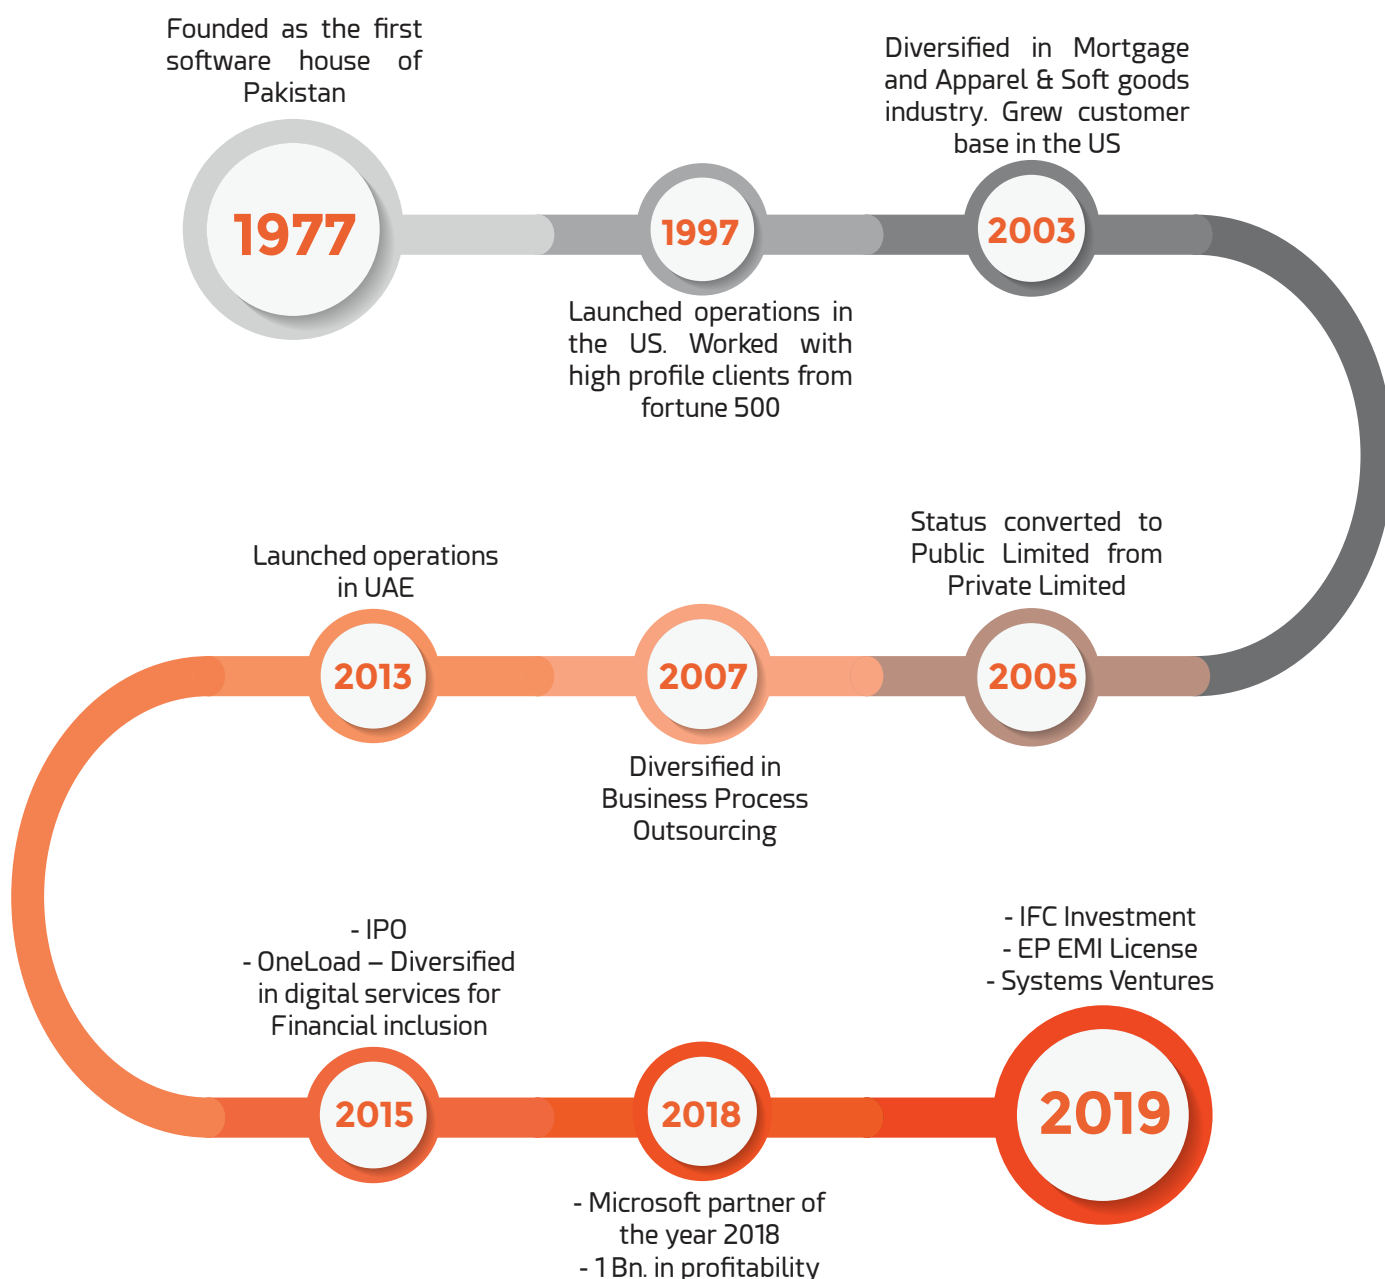 Founded as the first
software house of
Pakistan
1977
1997
Launched operations in
the US. Worked with
high profile clients from
fortune 500
Diversified in Mortgage
and Apparel & Soft goods
industry. Grew customer
base in the US
2003
Status converted to
Public Limited from
Private Limited
2005
2007
Diversified in
Business Process
Outsourcing
Launched operations
in UAE
2013
- IPO
- OneLoad – Diversified
in digital services for
Financial inclusion
2015
2018
- Microsoft partner of
the year 2018
- 1 Bn. in profitability
- IFC Investment
- EP EMI License
- Systems Ventures
2019